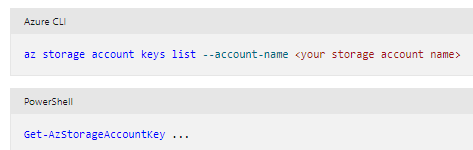 Azure CLI
az storage account keys list --account-name <your storage account name>
PowerShell
Get-AzStorageAccountKey ...